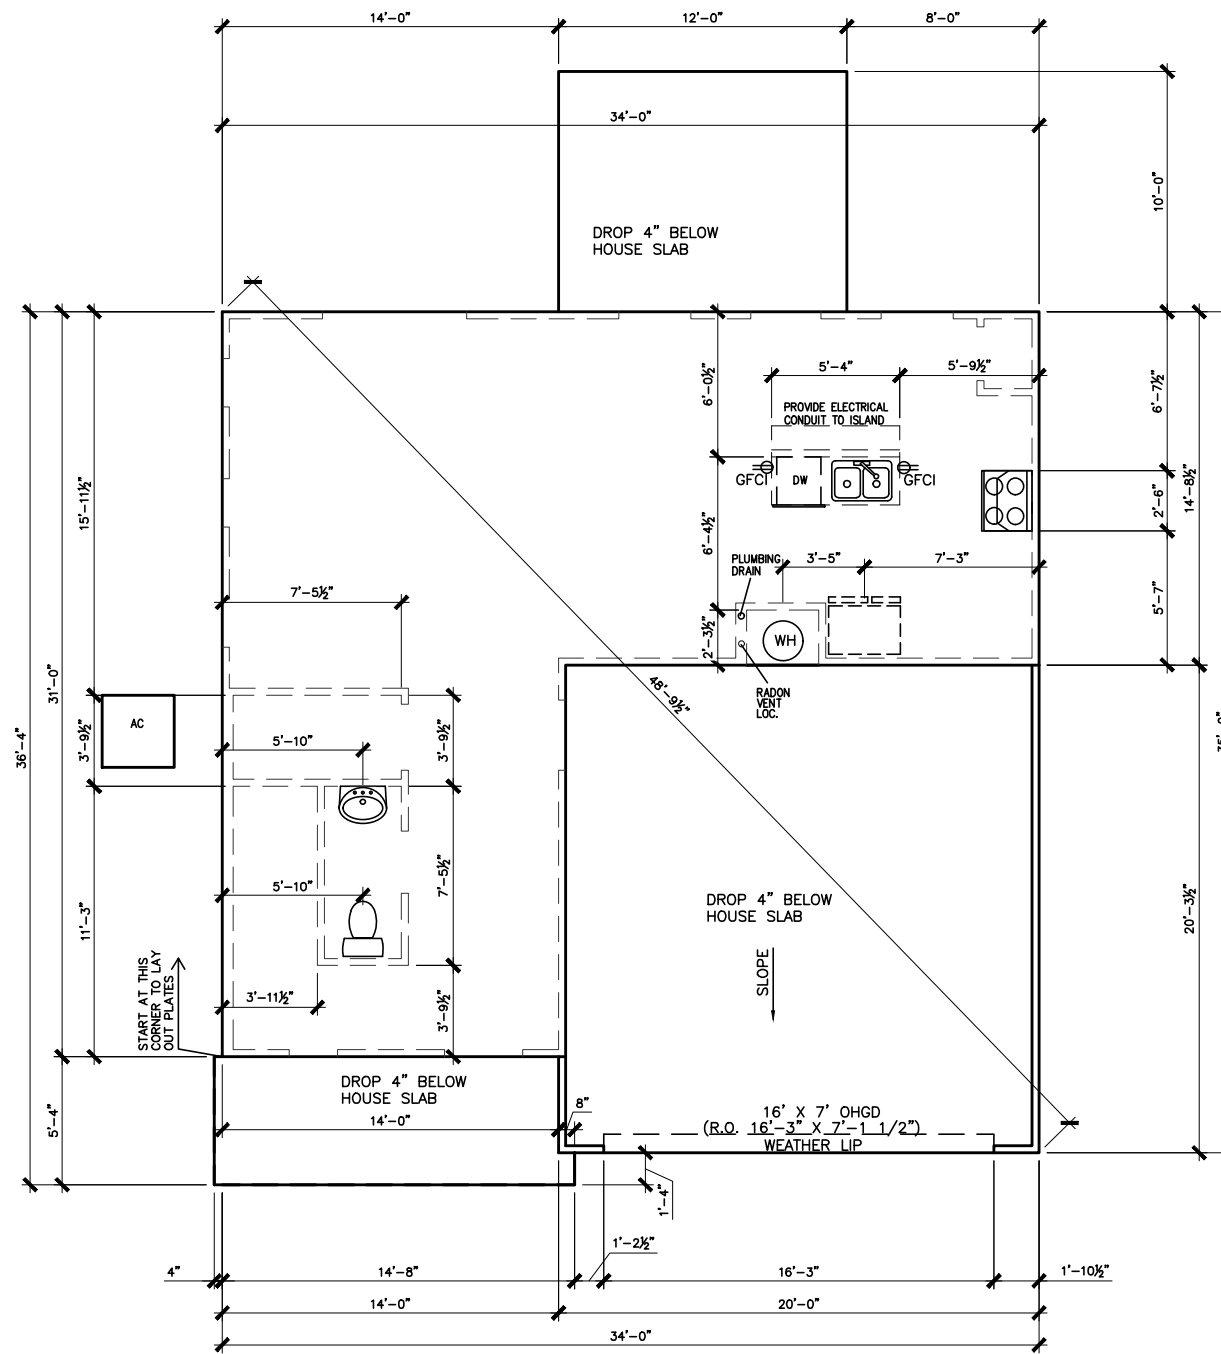 14'-0"
12'-0"
8'-0"
34'-0"
10'-0"
DROP 4" BELOW
HOUSE SLAB
5'-4"
5'-9½"
6'-0½"
6'-7½"
PROVIDE ELECTRICAL
CONDUIT TO ISLAND
GFCI
DW
GFCI
15'-11½"
2'-6"
14'-8½"
6'-4½"
PLUMBING
DRAIN
3'-5"
7'-3"
5'-7"
7'-5½"
2'-3½"
WH
31'-0"
48'-9½"
RADON
VENT
LOC.
AC
36'-4"
3'-9½"
5'-10"
3'-9½"
7'-5½"
5'-10"
DROP 4" BELOW
HOUSE SLAB
11'-3"
20'-3½"
SLOPE
START AT THIS
CORNER TO LAY
OUT PLATES
3'-11½"
3'-9½"
DROP 4" BELOW
HOUSE SLAB
5'-4"
14'-0"
8"
16' X 7' OHGD
(R.O. 16'-3" X 7'-1 1/2")
WEATHER LIP
1'-4"
1'-2½"
4"
14'-8"
16'-3"
1'-10½"
14'-0"
20'-0"
34'-0"